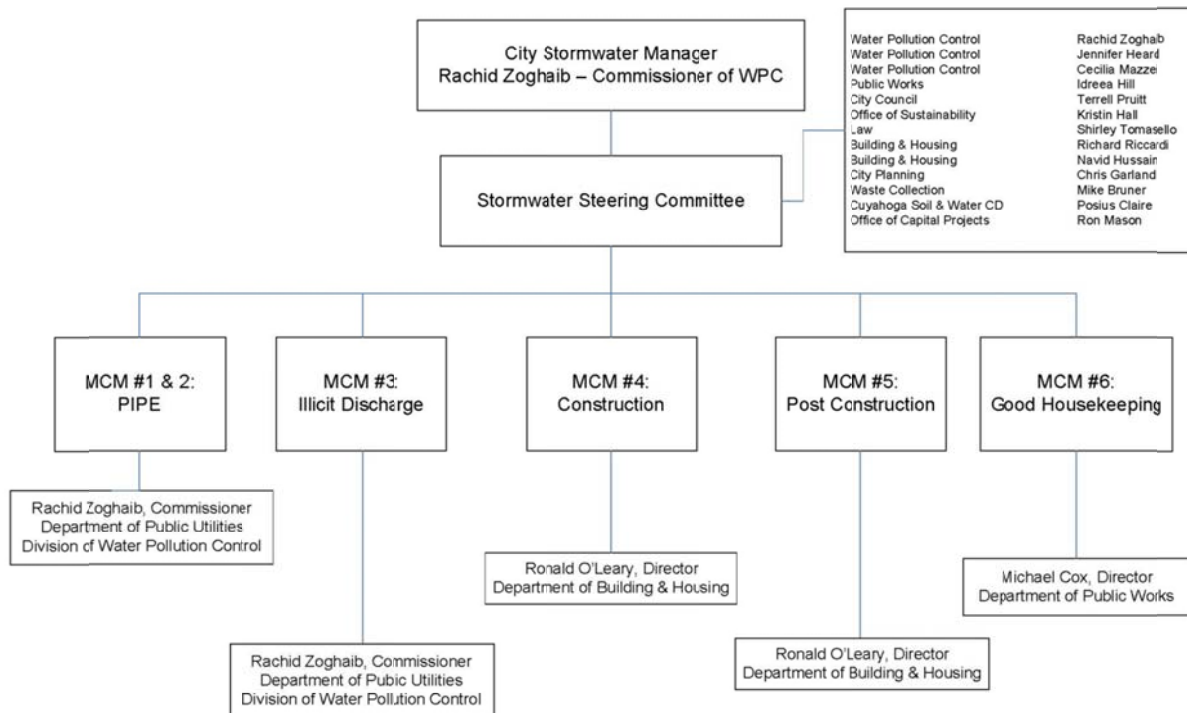 City Stormwater Manager
Rachid Zoghaib – Commissioner of WPC
Water Pollution Control Rachid Zoghaib
Water Pollution Control Jennifer Heard
Water Pollution Control Cecilia Mazzei
Public Works Idreea Hill
City Council Terrell Pruitt
Office of Sustainability Kristin Hall
Law Shirley Tomasello
Building & Housing Richard Riccardi
Building & Housing Navid Hussain
City Planning Chris Garland
Waste Collection Mike Bruner
Cuyahoga Soil & Water CD Posius Claire
Office of Capital Projects Ron Mason
Stormwater Steering Committee
MCM #1 & 2:
PIPE
MCM #3:
Illicit Discharge
MCM #4:
Construction
MCM #5:
Post Construction
MCM #6:
Good Housekeeping
Rachid Zoghaib, Commissioner
Department of Public Utilities
Division of Water Pollution Control
Rachid Zoghaib, Commissioner
Department of Pubic Utilities
Division of Water Pollution Control
Ronald O'Leary, Director
Department of Building & Housing
Ronald O'Leary, Director
Department of Building & Housing
Michael Cox, Director
Department of Public Works